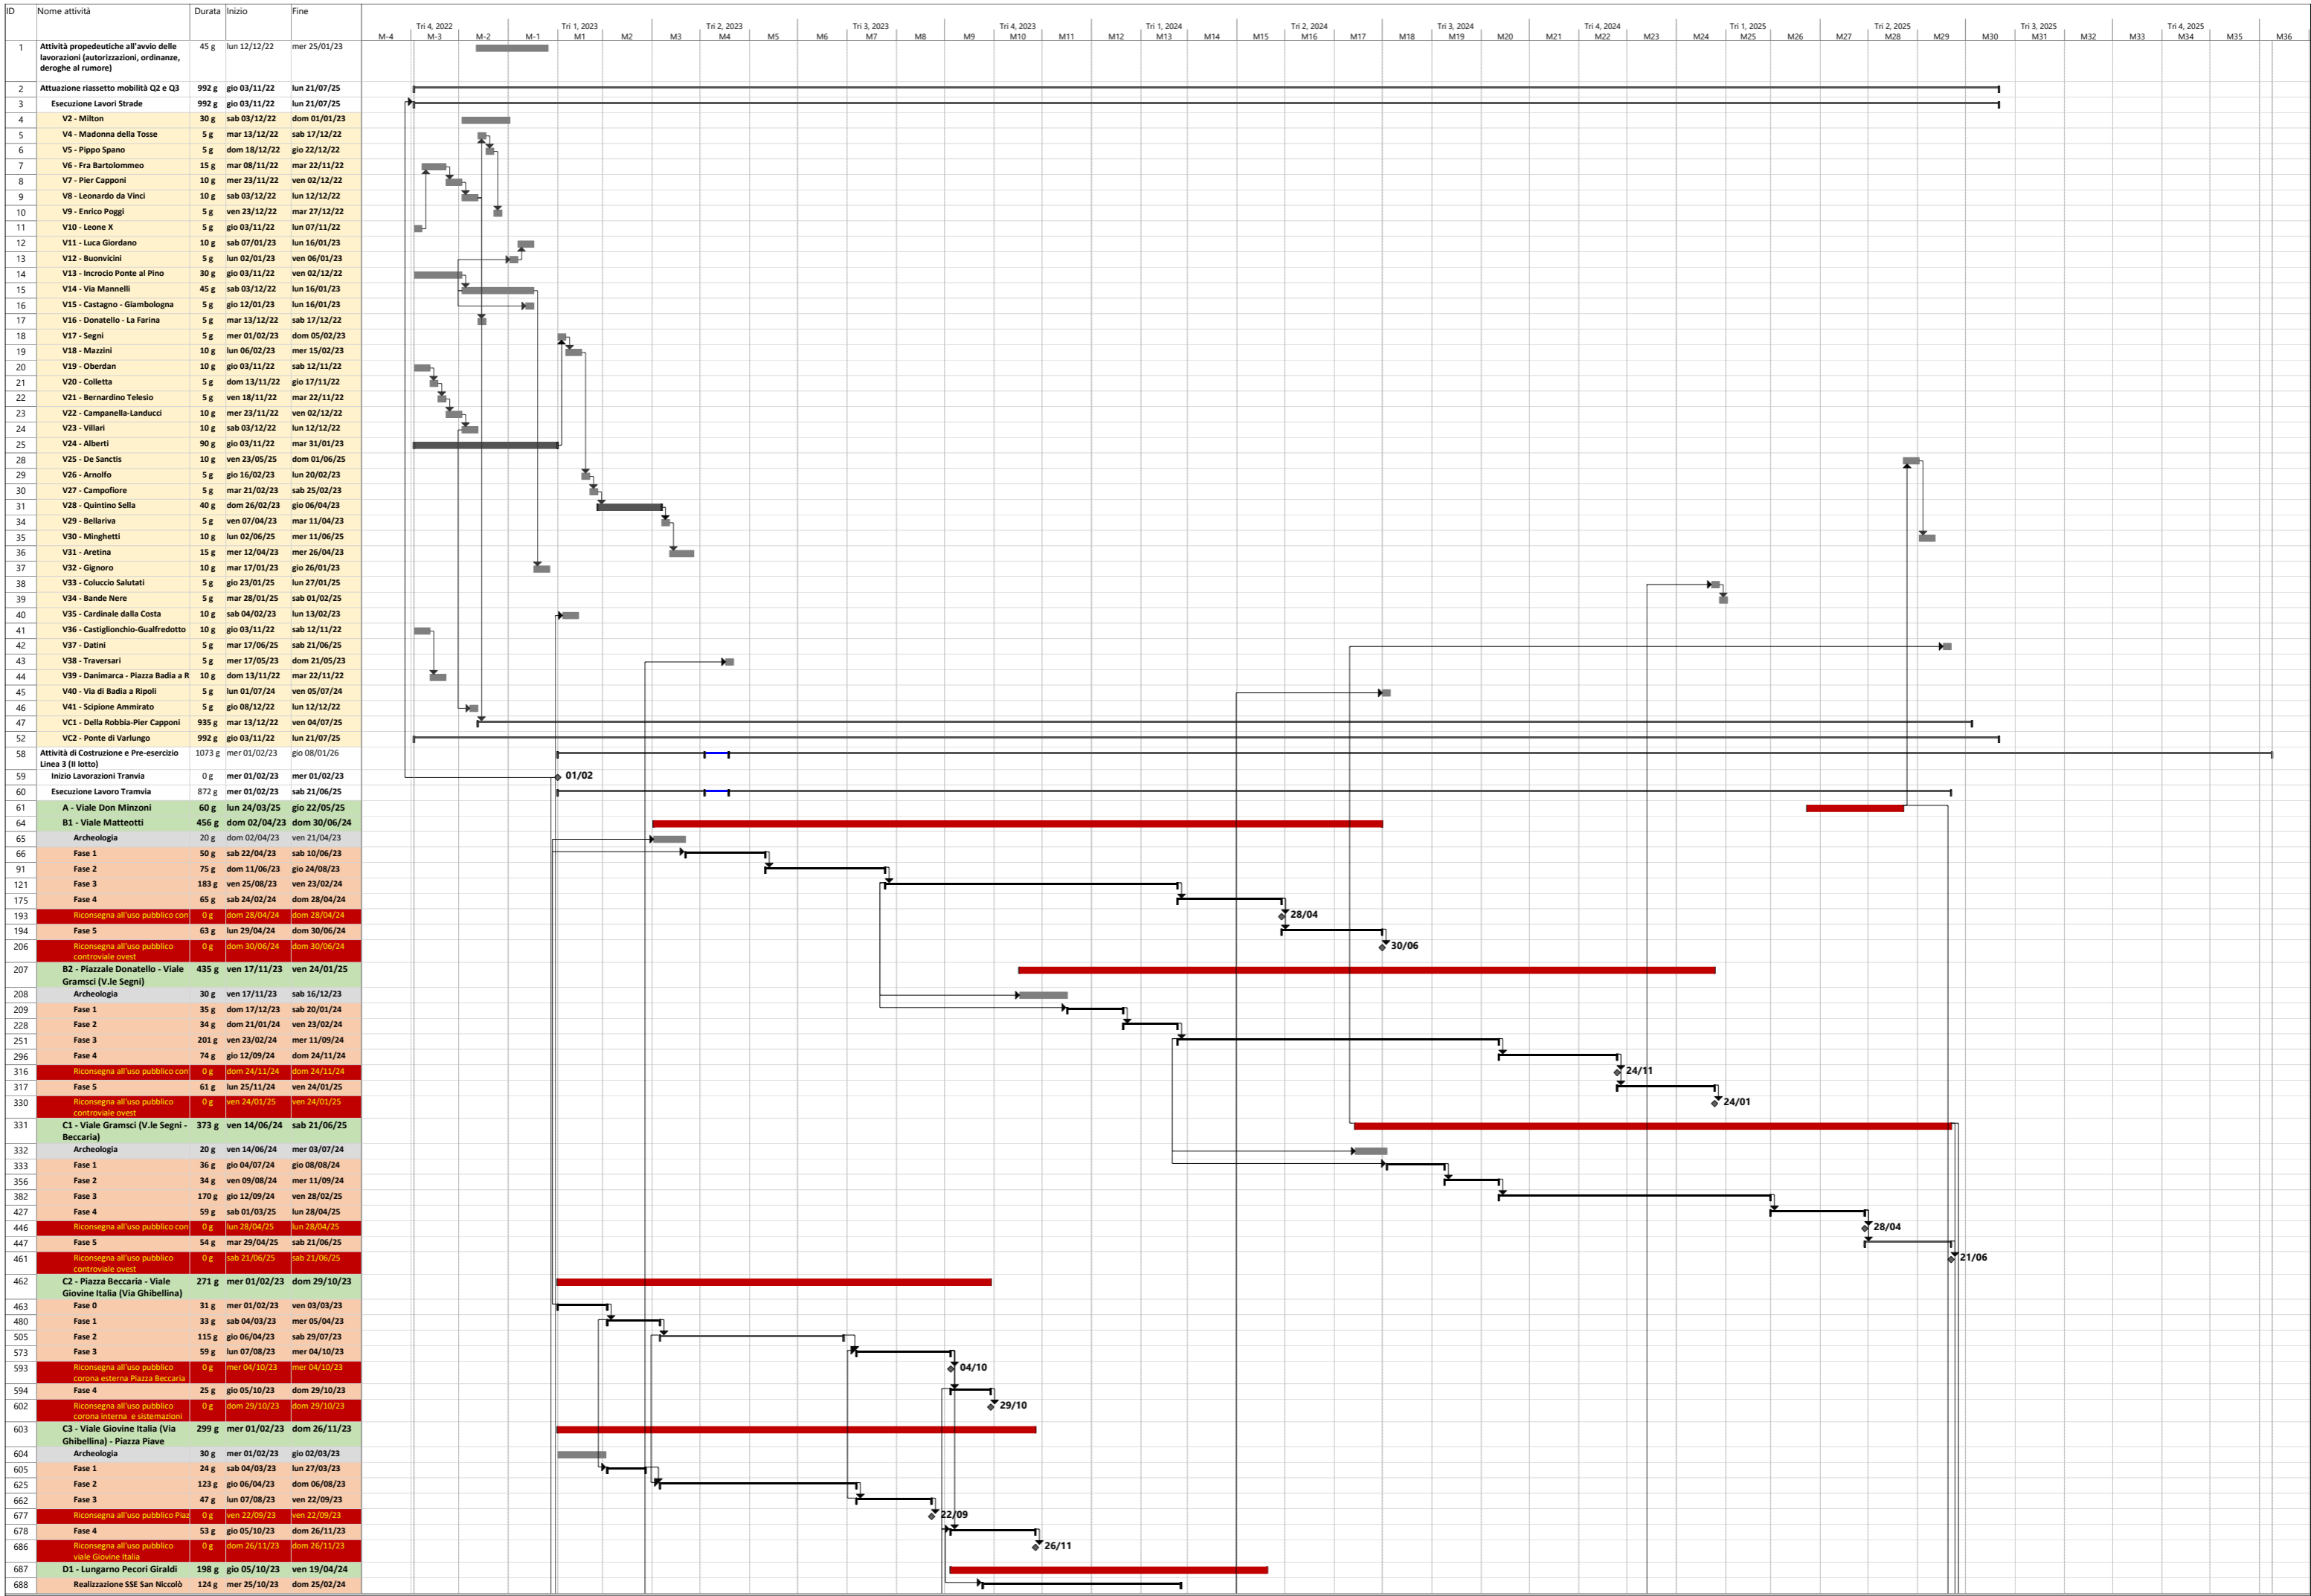 ID Nome attività Durata Inizio Fine
Tri 4, 2022 Tri 1, 2023 Tri 2, 2023 Tri 3, 2023 Tri 4, 2023 Tri 1, 2024 Tri 2, 2024 Tri 3, 2024 Tri 4, 2024 Tri 1, 2025 Tri 2, 2025 Tri 3, 2025 Tri 4, 2025
M-4 M-3 M-2 M-1 M1 M2 M3 M4 M5 M6 M7 M8 M9 M10 M11 M12 M13 M14 M15 M16 M17 M18 M19 M20 M21 M22 M23 M24 M25 M26 M27 M28 M29 M30 M31 M32 M33 M34 M35 M36
1 Attività propedeutiche all'avvio delle 45 g lun 12/12/22 mer 25/01/23
lavorazioni (autorizzazioni, ordinanze,
deroghe al rumore)
2 Attuazione riassetto mobilità Q2 e Q3 992 g gio 03/11/22 lun 21/07/25
3 Esecuzione Lavori Strade 992 g gio 03/11/22 lun 21/07/25
4 V2 - Milton 30 g sab 03/12/22 dom 01/01/23
5 V4 - Madonna della Tosse 5 g mar 13/12/22 sab 17/12/22
6 V5 - Pippo Spano 5 g dom 18/12/22 gio 22/12/22
7 V6 - Fra Bartolommeo 15 g mar 08/11/22 mar 22/11/22
8 V7 - Pier Capponi 10 g mer 23/11/22 ven 02/12/22
9 V8 - Leonardo da Vinci 10 g sab 03/12/22 lun 12/12/22
10 V9 - Enrico Poggi 5 g ven 23/12/22 mar 27/12/22
11 V10 - Leone X 5 g gio 03/11/22 lun 07/11/22
12 V11 - Luca Giordano 10 g sab 07/01/23 lun 16/01/23
13 V12 - Buonvicini 5 g lun 02/01/23 ven 06/01/23
14 V13 - Incrocio Ponte al Pino 30 g gio 03/11/22 ven 02/12/22
15 V14 - Via Mannelli 45 g sab 03/12/22 lun 16/01/23
16 V15 - Castagno - Giambologna 5 g gio 12/01/23 lun 16/01/23
17 V16 - Donatello - La Farina 5 g mar 13/12/22 sab 17/12/22
18 V17 - Segni 5 g mer 01/02/23 dom 05/02/23
19 V18 - Mazzini 10 g lun 06/02/23 mer 15/02/23
20 V19 - Oberdan 10 g gio 03/11/22 sab 12/11/22
21 V20 - Colletta 5 g dom 13/11/22 gio 17/11/22
22 V21 - Bernardino Telesio 5 g ven 18/11/22 mar 22/11/22
23 V22 - Campanella-Landucci 10 g mer 23/11/22 ven 02/12/22
24 V23 - Villari 10 g sab 03/12/22 lun 12/12/22
25 V24 - Alberti 90 g gio 03/11/22 mar 31/01/23
28 V25 - De Sanctis 10 g ven 23/05/25 dom 01/06/25
29 V26 - Arnolfo 5 g gio 16/02/23 lun 20/02/23
30 V27 - Campofiore 5 g mar 21/02/23 sab 25/02/23
31 V28 - Quintino Sella 40 g dom 26/02/23 gio 06/04/23
34 V29 - Bellariva 5 g ven 07/04/23 mar 11/04/23
35 V30 - Minghetti 10 g lun 02/06/25 mer 11/06/25
36 V31 - Aretina 15 g mer 12/04/23 mer 26/04/23
37 V32 - Gignoro 10 g mar 17/01/23 gio 26/01/23
38 V33 - Coluccio Salutati 5 g gio 23/01/25 lun 27/01/25
39 V34 - Bande Nere 5 g mar 28/01/25 sab 01/02/25
40 V35 - Cardinale dalla Costa 10 g sab 04/02/23 lun 13/02/23
41 V36 - Castiglionchio-Gualfredotto 10 g gio 03/11/22 sab 12/11/22
42 V37 - Datini 5 g mar 17/06/25 sab 21/06/25
43 V38 - Traversari 5 g mer 17/05/23 dom 21/05/23
44 V39 - Danimarca - Piazza Badia a R 10 g dom 13/11/22 mar 22/11/22
45 V40 - Via di Badia a Ripoli 5 g lun 01/07/24 ven 05/07/24
46 V41 - Scipione Ammirato 5 g gio 08/12/22 lun 12/12/22
47 VC1 - Della Robbia-Pier Capponi 935 g mar 13/12/22 ven 04/07/25
52 VC2 - Ponte di Varlungo 992 g gio 03/11/22 lun 21/07/25
58 Attività di Costruzione e Pre-esercizio 1073 g mer 01/02/23 gio 08/01/26
Linea 3 (II lotto)
59 Inizio Lavorazioni Tranvia 0 g mer 01/02/23 mer 01/02/23 01/02
60 Esecuzione Lavoro Tramvia 872 g mer 01/02/23 sab 21/06/25
61 A - Viale Don Minzoni 60 g lun 24/03/25 gio 22/05/25
64 B1 - Viale Matteotti 456 g dom 02/04/23 dom 30/06/24
65 Archeologia 20 g dom 02/04/23 ven 21/04/23
66 Fase 1 50 g sab 22/04/23 sab 10/06/23
91 Fase 2 75 g dom 11/06/23 gio 24/08/23
121 Fase 3 183 g ven 25/08/23 ven 23/02/24
175 Fase 4 65 g sab 24/02/24 dom 28/04/24
193 Riconsegna all'uso pubblico con 0 g dom 28/04/24 dom 28/04/24 28/04
194 Fase 5 63 g lun 29/04/24 dom 30/06/24
206 Riconsegna all'uso pubblico 0 g dom 30/06/24 dom 30/06/24 30/06
controviale ovest
207 B2 - Piazzale Donatello - Viale 435 g ven 17/11/23 ven 24/01/25
Gramsci (V.le Segni)
208 Archeologia 30 g ven 17/11/23 sab 16/12/23
209 Fase 1 35 g dom 17/12/23 sab 20/01/24
228 Fase 2 34 g dom 21/01/24 ven 23/02/24
251 Fase 3 201 g ven 23/02/24 mer 11/09/24
296 Fase 4 74 g gio 12/09/24 dom 24/11/24
316 Riconsegna all'uso pubblico con 0 g dom 24/11/24 dom 24/11/24 24/11
317 Fase 5 61 g lun 25/11/24 ven 24/01/25
330 Riconsegna all'uso pubblico 0 g ven 24/01/25 ven 24/01/25 24/01
controviale ovest
331 C1 - Viale Gramsci (V.le Segni - 373 g ven 14/06/24 sab 21/06/25
Beccaria)
332 Archeologia 20 g ven 14/06/24 mer 03/07/24
333 Fase 1 36 g gio 04/07/24 gio 08/08/24
356 Fase 2 34 g ven 09/08/24 mer 11/09/24
382 Fase 3 170 g gio 12/09/24 ven 28/02/25
427 Fase 4 59 g sab 01/03/25 lun 28/04/25
446 Riconsegna all'uso pubblico con 0 g lun 28/04/25 lun 28/04/25 28/04
447 Fase 5 54 g mar 29/04/25 sab 21/06/25
461 Riconsegna all'uso pubblico 0 g sab 21/06/25 sab 21/06/25 21/06
controviale ovest
462 C2 - Piazza Beccaria - Viale 271 g mer 01/02/23 dom 29/10/23
Giovine Italia (Via Ghibellina)
463 Fase 0 31 g mer 01/02/23 ven 03/03/23
480 Fase 1 33 g sab 04/03/23 mer 05/04/23
505 Fase 2 115 g gio 06/04/23 sab 29/07/23
573 Fase 3 59 g lun 07/08/23 mer 04/10/23
593 Riconsegna all'uso pubblico 0 g mer 04/10/23 mer 04/10/23 04/10
corona esterna Piazza Beccaria
594 Fase 4 25 g gio 05/10/23 dom 29/10/23
602 Riconsegna all'uso pubblico 0 g dom 29/10/23 dom 29/10/23 29/10
corona interna e sistemazioni
603 C3 - Viale Giovine Italia (Via 299 g mer 01/02/23 dom 26/11/23
Ghibellina) - Piazza Piave
604 Archeologia 30 g mer 01/02/23 gio 02/03/23
605 Fase 1 24 g sab 04/03/23 lun 27/03/23
625 Fase 2 123 g gio 06/04/23 dom 06/08/23
662 Fase 3 47 g lun 07/08/23 ven 22/09/23
677 Riconsegna all'uso pubblico Piaz 0 g ven 22/09/23 ven 22/09/23 22/09
678 Fase 4 53 g gio 05/10/23 dom 26/11/23
686 Riconsegna all'uso pubblico 0 g dom 26/11/23 dom 26/11/23 26/11
viale Giovine Italia
687 D1 - Lungarno Pecori Giraldi 198 g gio 05/10/23 ven 19/04/24
688 Realizzazione SSE San Niccolò 124 g mer 25/10/23 dom 25/02/24